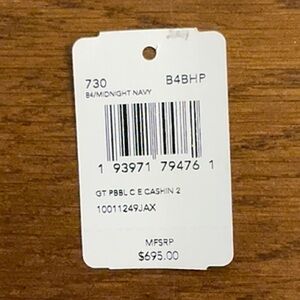 730 B4BHP
B4/MIDNIGHT NAVY
1 93971 79476 1
GT PBBL C E CASHIN 2
10011249JAX
MFSRP
$695.00